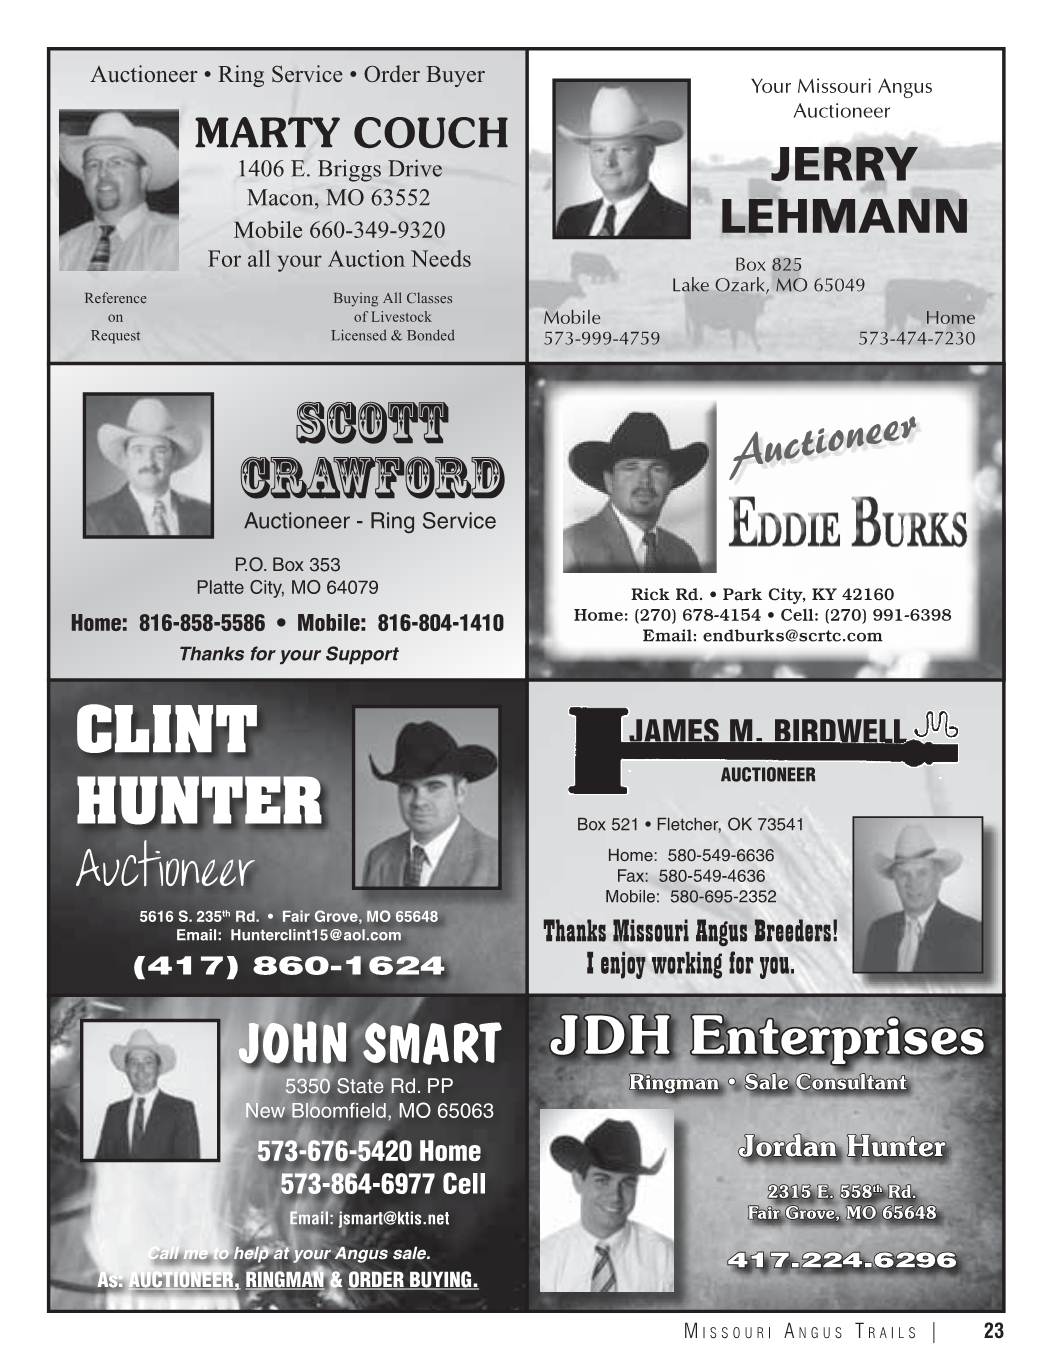 Auctioneer • Ring Service • Order Buyer
MARTY COUCH
1406 E. Briggs Drive
Macon, MO 63552
Mobile 660-349-9320
For all your Auction Needs
Reference
on
Request
Buying All Classes
of Livestock
Licensed & Bonded
Your Missouri Angus
Auctioneer
JERRY
LEHMANN
Box 825
Lake Ozark, MO 65049
Mobile
573-999-4759
Home
573-474-7230
SCOTT
CRAWFORD
Auctioneer - Ring Service
P.O. Box 353
Platte City, MO 64079
Home: 816-858-5586 • Mobile: 816-804-1410
Thanks for your Support
Auctioneer
EDDIE BURKS
Rick Rd. • Park City, KY 42160
Home: (270) 678-4154 • Cell: (270) 991-6398
Email: endburks@scrtc.com
CLINT
HUNTER
Auctioneer
5616 S. 235th Rd. • Fair Grove, MO 65648
Email: Hunterclint15@aol.com
(417) 860-1624
JAMES M. BIRDWELL
AUCTIONEER
Box 521 • Fletcher, OK 73541
Home: 580-549-6636
Fax: 580-549-4636
Mobile: 580-695-2352
Thanks Missouri Angus Breeders!
I enjoy working for you.
JOHN SMART
5350 State Rd. PP
New Bloomfield, MO 65063
573-676-5420 Home
573-864-6977 Cell
Email: jsmart@ktis.net
Call me to help at your Angus sale.
As: AUCTIONEER, RINGMAN & ORDER BUYING.
JDH Enterprises
Ringman • Sale Consultant
Jordan Hunter
2315 E. 558th Rd.
Fair Grove, MO 65648
417.224.6296
MISSOURI ANGUS TRAILS | 23